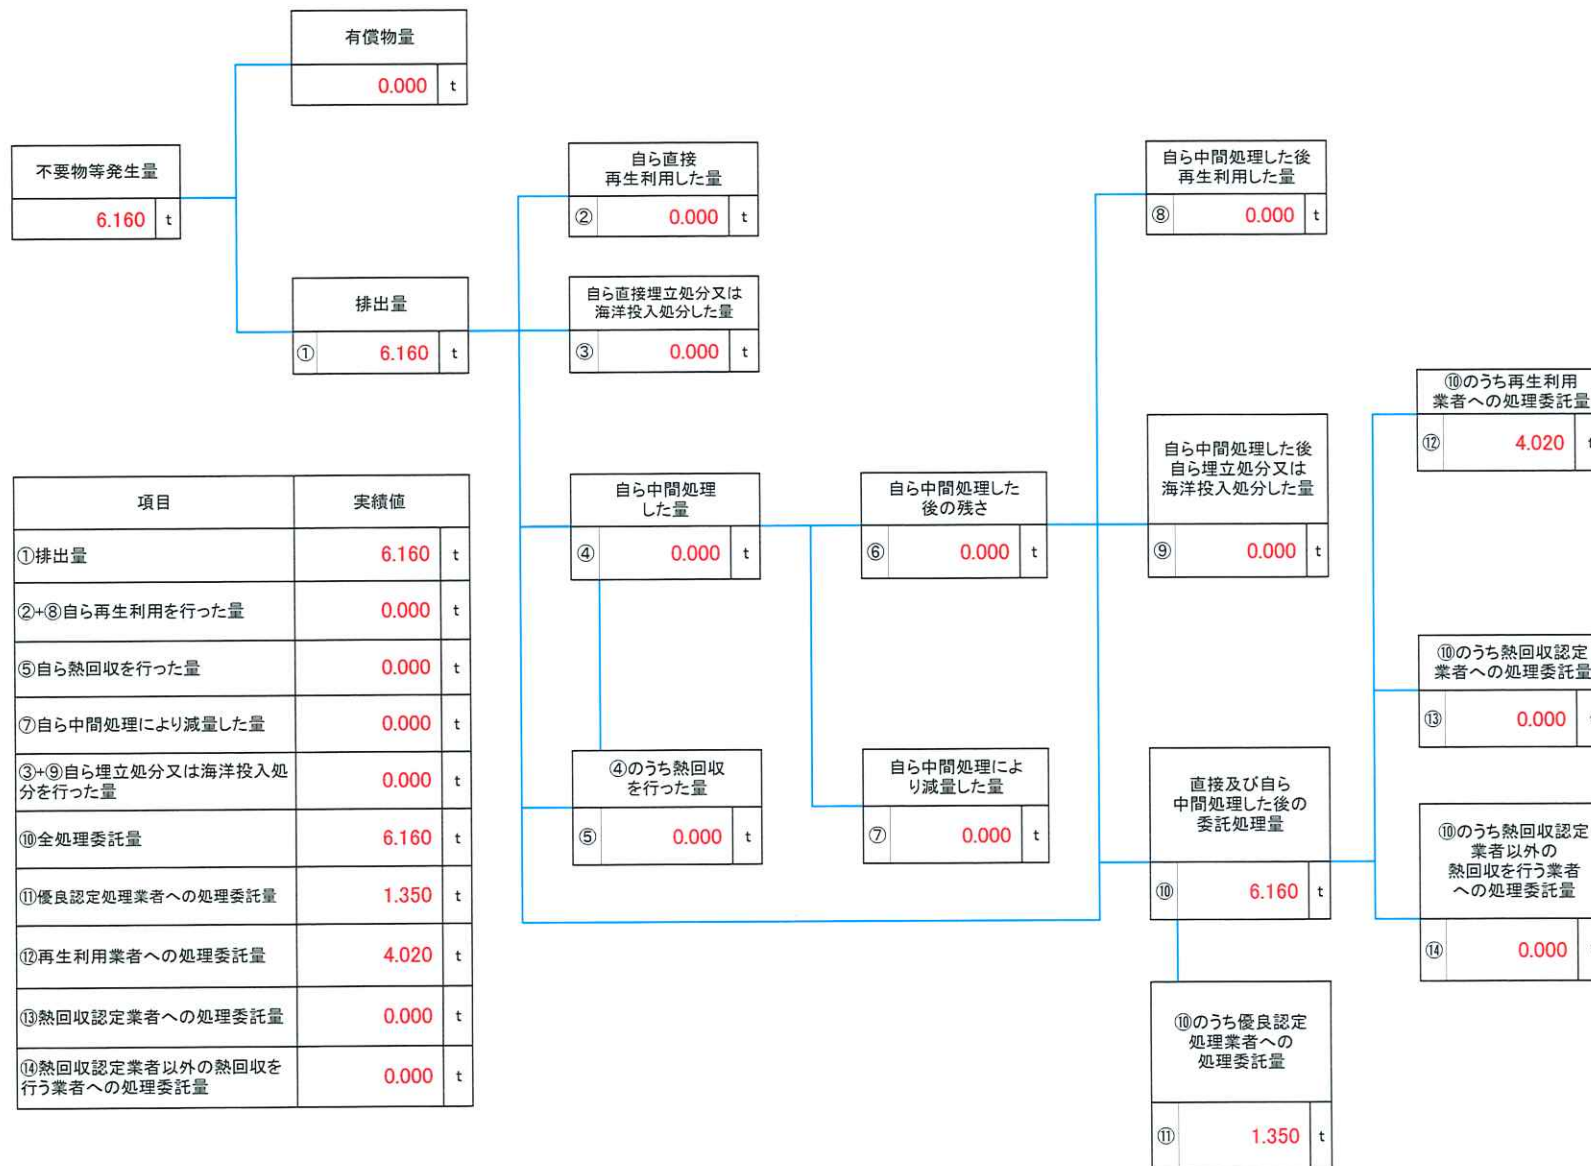 有償物量
0.000 t
不要物等発生量
6.160 t
排出量
① 6.160 t
自ら直接
再生利用した量
② 0.000 t
自ら直接埋立処分又は
海洋投入処分した量
③ 0.000 t
自ら中間処理
した量
④ 0.000 t
④のうち熱回収
を行った量
⑤ 0.000 t
自ら中間処理した
後の残さ
⑥ 0.000 t
自ら中間処理によ
り減量した量
⑦ 0.000 t
自ら中間処理した後
再生利用した量
⑧ 0.000 t
自ら中間処理した後
自ら埋立処分又は
海洋投入処分した量
⑨ 0.000 t
直接及び自ら
中間処理した後の
委託処理量
⑩ 6.160 t
⑩のうち優良認定
処理業者への
処理委託量
⑪ 1.350 t
⑩のうち再生利用
業者への処理委託量
⑫ 4.020 t
⑩のうち熱回収認定
業者への処理委託量
⑬ 0.000
⑩のうち熱回収認定
業者以外の
熱回収を行う業者
への処理委託量
⑭ 0.000
項目 実績値
①排出量 6.160 t
②+⑧自ら再生利用を行った量 0.000 t
⑤自ら熱回収を行った量 0.000 t
⑦自ら中間処理により減量した量 0.000 t
③+⑨自ら埋立処分又は海洋投入処
分を行った量 0.000 t
⑩全処理委託量 6.160 t
⑪優良認定処理業者への処理委託量 1.350 t
⑫再生利用業者への処理委託量 4.020 t
⑬熱回収認定業者への処理委託量 0.000 t
⑭熱回収認定業者以外の熱回収を
行う業者への処理委託量 0.000 t